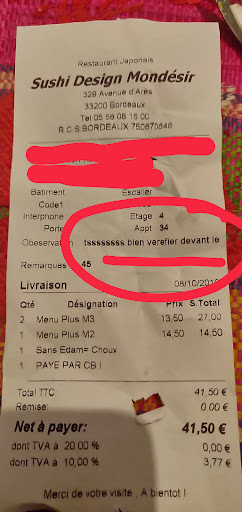 Restaurant Japonais
Sushi Design Mondésir
329 Avenue d'Arès
33200 Bordeaux
Tel 05 56 08 15 00
R.C.S.BORDEAUX 750670848
Batiment Escalier
Code1
Interphone Etage 4
Porte Appt 34
Observation tssssssss bien verefier devant le
Remarques 45
Livraison 08/10/20
Qté Désignation Prix S.Total
2 Menu Plus M3 13,50 27,00
1 Menu Plus M2 14,50 14,50
1 Sans Edam= Choux
1 PAYE PAR CB !
Total TTC 41.50 €
Remise: 0.00 €
Net à payer: 41,50 €
dont TVA à 20,00 % 0,00 €
dont TVA à 10,00 % 3,77 €
Merci de votre visite , A bientot !